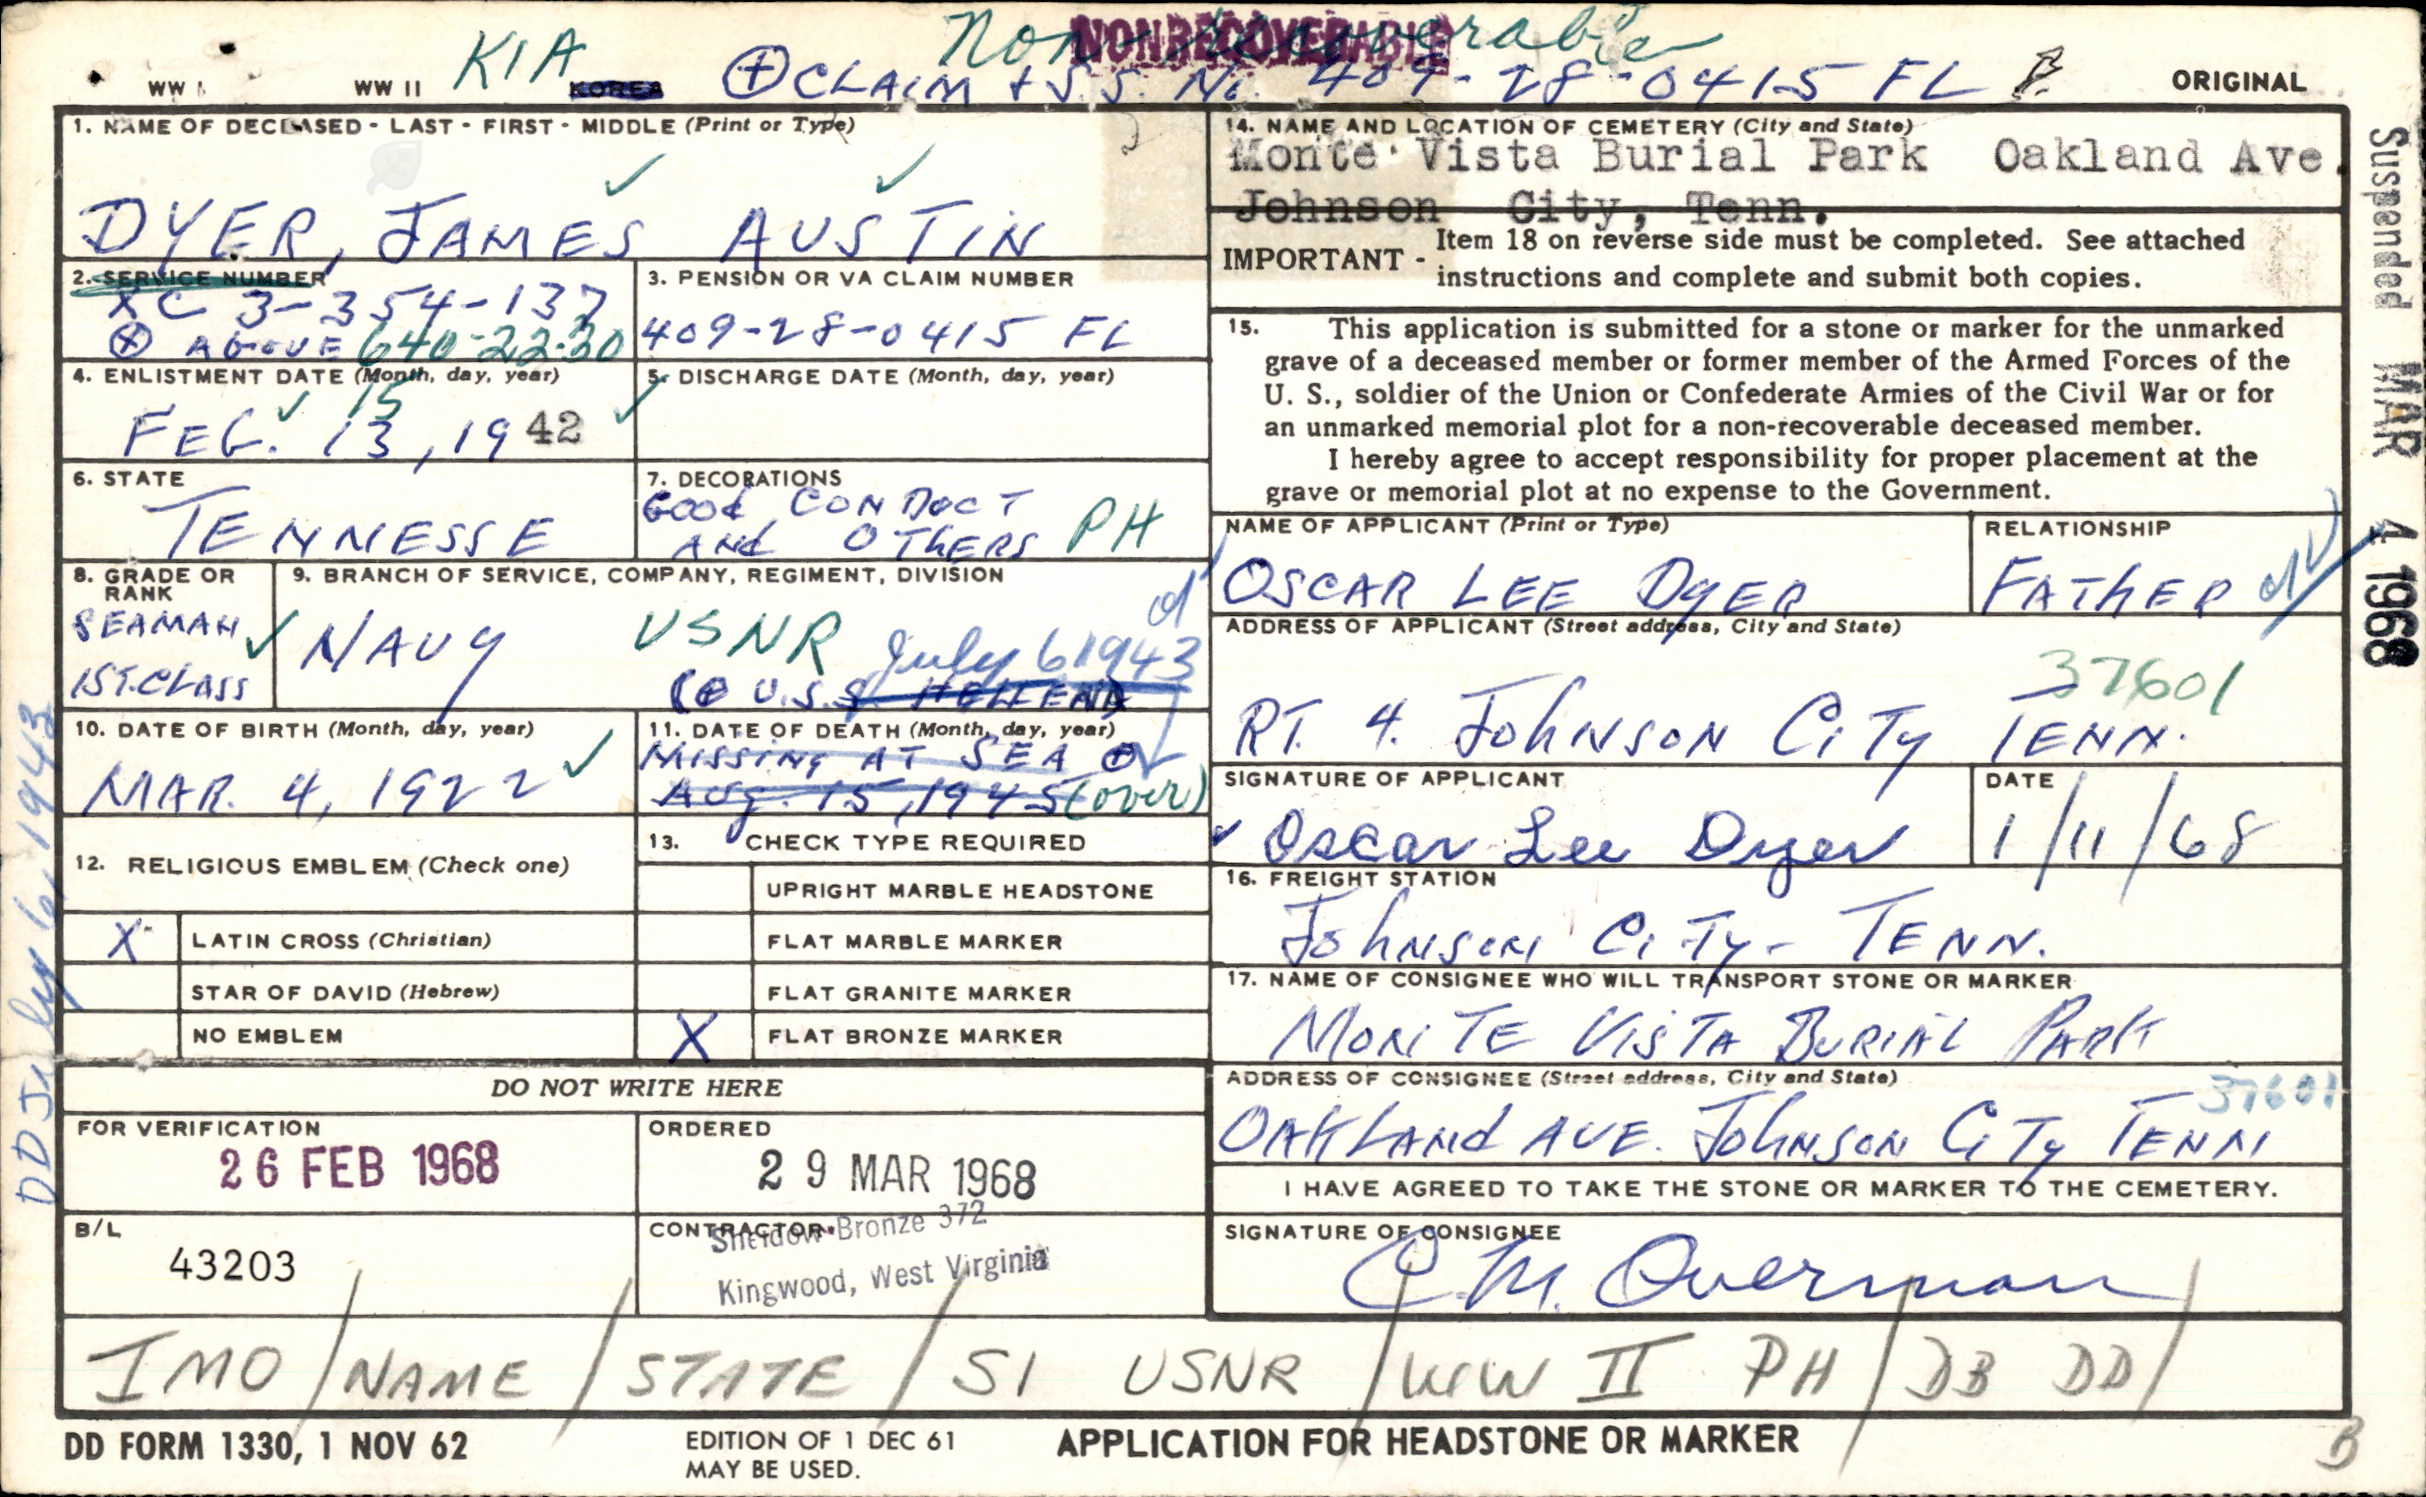 Non-Recoverable
NONRECOVERABLE
KIA
WW I WW II KOREA ⊕ CLAIM + S.S. No. 409-28-0415 FL ORIGINAL
1. NAME OF DECEASED - LAST - FIRST - MIDDLE (Print or Type)
DYER, JAMES AUSTIN
2. SERVICE NUMBER
XC 3-354-137
⊕ ABOVE 640-22-30
3. PENSION OR VA CLAIM NUMBER
409-28-0415 FL
4. ENLISTMENT DATE (Month, day, year)
15
FEB. 13, 1942
5. DISCHARGE DATE (Month, day, year)
6. STATE
TENNESSE
7. DECORATIONS
GOOD CONDOCT
AND OTHERS PH
8. GRADE OR RANK
SEAMAN
1ST. CLASS
9. BRANCH OF SERVICE, COMPANY, REGIMENT, DIVISION
NAVY USNR
July 6 1943
U.S.S. HELLENA
10. DATE OF BIRTH (Month, day, year)
MAR. 4, 1922
11. DATE OF DEATH (Month, day, year)
MISSING AT SEA
Aug. 15, 1945 (over)
12. RELIGIOUS EMBLEM (Check one)
X LATIN CROSS (Christian)
STAR OF DAVID (Hebrew)
NO EMBLEM
13. CHECK TYPE REQUIRED
UPRIGHT MARBLE HEADSTONE
FLAT MARBLE MARKER
FLAT GRANITE MARKER
X FLAT BRONZE MARKER
DO NOT WRITE HERE
FOR VERIFICATION
26 FEB 1968
ORDERED
29 MAR 1968
B/L
43203
CONTRACTOR
Sheidow Bronze 372
Kingwood, West Virginia
14. NAME AND LOCATION OF CEMETERY (City and State)
Monte Vista Burial Park Oakland Ave.
Johnson City, Tenn.
IMPORTANT - Item 18 on reverse side must be completed. See attached
instructions and complete and submit both copies.
15. This application is submitted for a stone or marker for the unmarked
grave of a deceased member or former member of the Armed Forces of the
U. S., soldier of the Union or Confederate Armies of the Civil War or for
an unmarked memorial plot for a non-recoverable deceased member.
I hereby agree to accept responsibility for proper placement at the
grave or memorial plot at no expense to the Government.
NAME OF APPLICANT (Print or Type)
OSCAR LEE DYER
RELATIONSHIP
FATHER
ADDRESS OF APPLICANT (Street address, City and State)
37601
RT. 4. JOHNSON CITY TENN.
SIGNATURE OF APPLICANT
Oscar Lee Dyer
DATE
1/11/68
16. FREIGHT STATION
JOHNSON CITY - TENN.
17. NAME OF CONSIGNEE WHO WILL TRANSPORT STONE OR MARKER
MONTE VISTA BURIAL PARK
ADDRESS OF CONSIGNEE (Street address, City and State)
37601
OAKLAND AVE. JOHNSON CITY TENN
I HAVE AGREED TO TAKE THE STONE OR MARKER TO THE CEMETERY.
SIGNATURE OF CONSIGNEE
C. M. Overman
IMO / NAME / STATE / S1 USNR / WW II PH / DB DD /
DD FORM 1330, 1 NOV 62
EDITION OF 1 DEC 61
MAY BE USED.
APPLICATION FOR HEADSTONE OR MARKER
B
DD July 6, 1943
Suspended MAR 4 1968